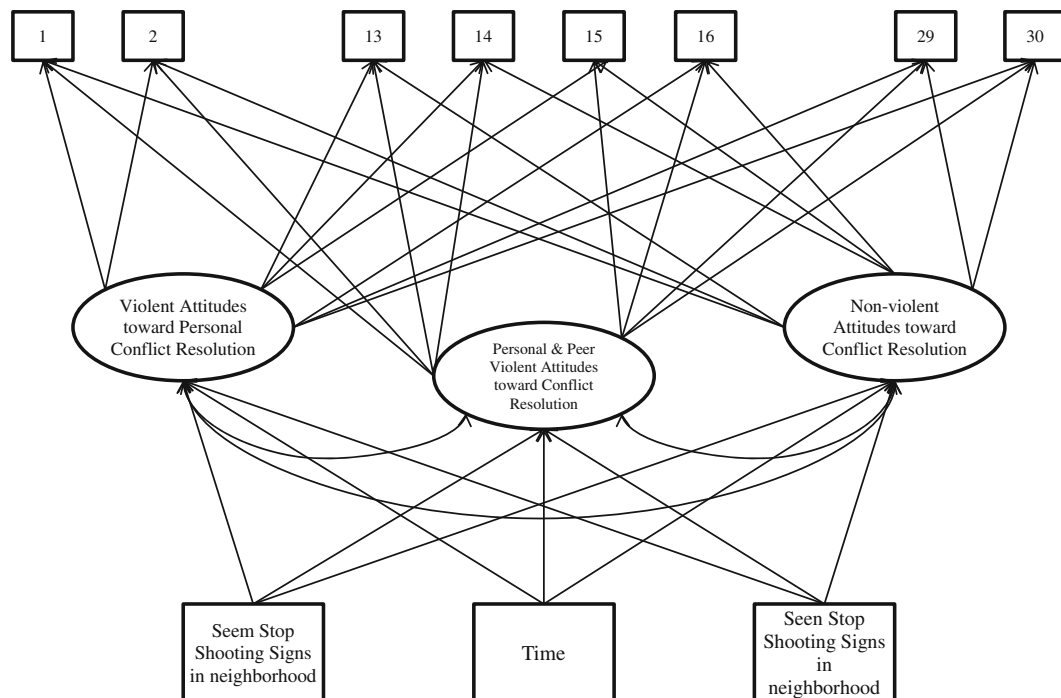 1
2
13
14
15
16
29
30
Violent Attitudes
toward Personal
Conflict Resolution
Personal & Peer
Violent Attitudes
toward Conflict
Resolution
Non-violent
Attitudes toward
Conflict Resolution
Seem Stop
Shooting Signs
in neighborhood
Time
Seen Stop
Shooting Signs
in
neighborhood